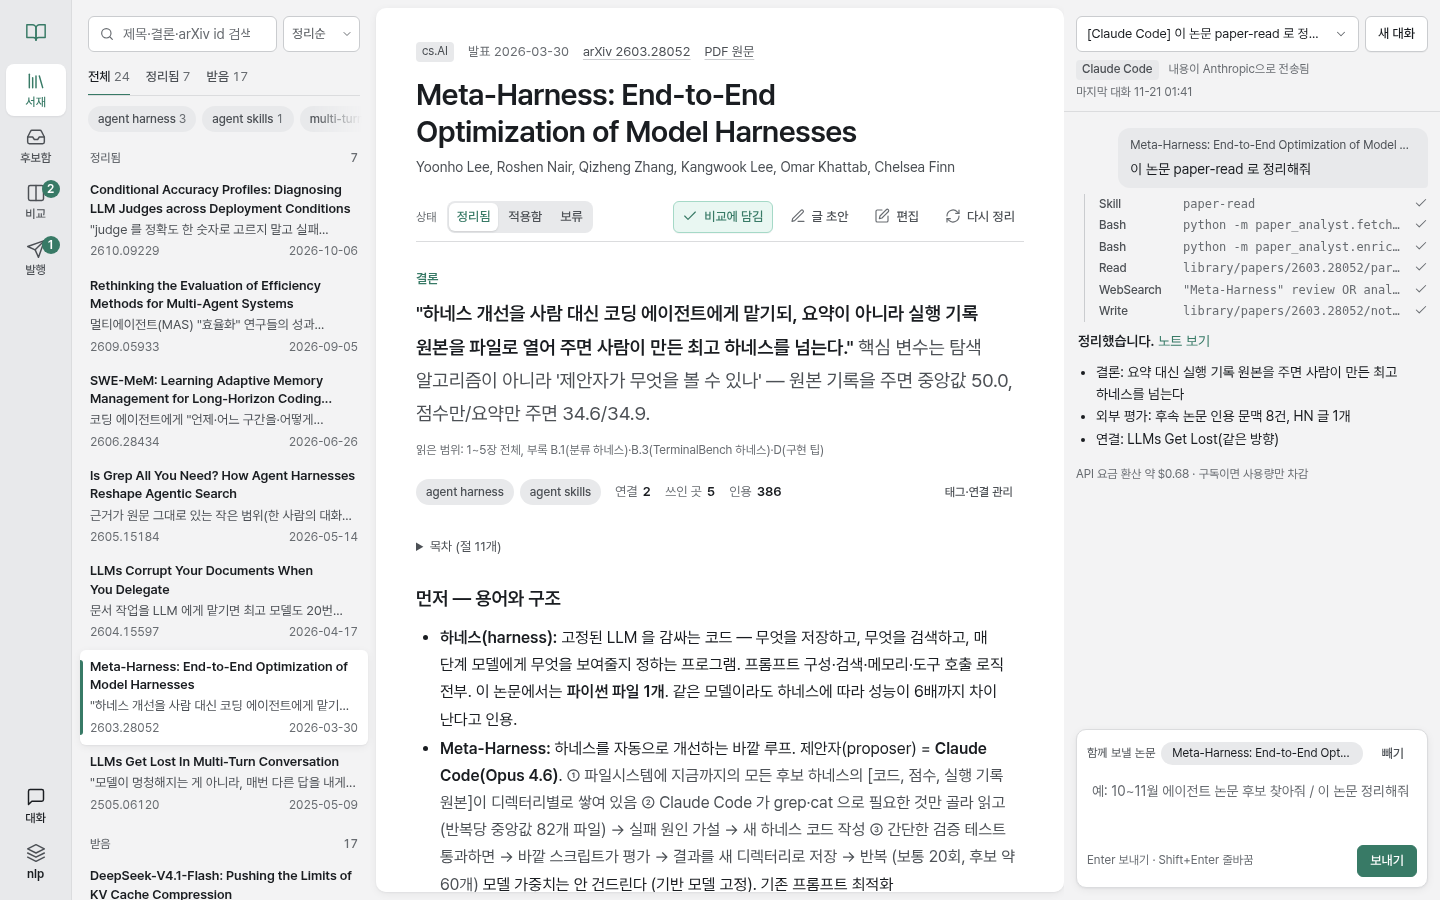 서재
후보함
2
비교
1
발행
대화
nlp
제목·결론·arXiv id 검색
정리순
전체 24 정리됨 7 받음 17
agent harness 3 agent skills 1
정리됨 7
Conditional Accuracy Profiles: Diagnosing
LLM Judges across Deployment Conditions
"judge 를 정확도 한 숫자로 고르지 말고 실패…
2610.09229 2026-10-06
Rethinking the Evaluation of Efficiency
Methods for Multi-Agent Systems
멀티에이전트(MAS) "효율화" 연구들의 성과…
2609.05933 2026-09-05
SWE-MeM: Learning Adaptive Memory
Management for Long-Horizon Coding…
코딩 에이전트에게 "언제·어느 구간을·어떻게…
2606.28434 2026-06-26
Is Grep All You Need? How Agent Harnesses
Reshape Agentic Search
근거가 원문 그대로 있는 작은 범위(한 사람의 대화…
2605.15184 2026-05-14
LLMs Corrupt Your Documents When
You Delegate
문서 작업을 LLM 에게 맡기면 최고 모델도 20번…
2604.15597 2026-04-17
Meta-Harness: End-to-End Optimization of
Model Harnesses
"하네스 개선을 사람 대신 코딩 에이전트에게 맡기…
2603.28052 2026-03-30
LLMs Get Lost In Multi-Turn Conversation
"모델이 멍청해지는 게 아니라, 매번 다른 답을 내게…
2505.06120 2025-05-09
받음 17
DeepSeek-V4.1-Flash: Pushing the Limits of
KV Cache Compression
cs.AI 발표 2026-03-30 arXiv 2603.28052 PDF 원문
Meta-Harness: End-to-End
Optimization of Model Harnesses
Yoonho Lee, Roshen Nair, Qizheng Zhang, Kangwook Lee, Omar Khattab, Chelsea Finn
상태 정리됨 적용함 보류 비교에 담김 글 초안 편집 다시 정리
결론
"하네스 개선을 사람 대신 코딩 에이전트에게 맡기되, 요약이 아니라 실행 기록
원본을 파일로 열어 주면 사람이 만든 최고 하네스를 넘는다." 핵심 변수는 탐색
알고리즘이 아니라 '제안자가 무엇을 볼 수 있나' — 원본 기록을 주면 중앙값 50.0,
점수만/요약만 주면 34.6/34.9.
읽은 범위: 1~5장 전체, 부록 B.1(분류 하네스)·B.3(TerminalBench 하네스)·D(구현 팁)
agent harness agent skills 연결 2 쓰인 곳 5 인용 386 태그·연결 관리
▶ 목차 (절 11개)
먼저 — 용어와 구조
• 하네스(harness): 고정된 LLM 을 감싸는 코드 — 무엇을 저장하고, 무엇을 검색하고, 매
단계 모델에게 무엇을 보여줄지 정하는 프로그램. 프롬프트 구성·검색·메모리·도구 호출 로직
전부. 이 논문에서는 파이썬 파일 1개. 같은 모델이라도 하네스에 따라 성능이 6배까지 차이
난다고 인용.
• Meta-Harness: 하네스를 자동으로 개선하는 바깥 루프. 제안자(proposer) = Claude
Code(Opus 4.6). ① 파일시스템에 지금까지의 모든 후보 하네스의 [코드, 점수, 실행 기록
원본]이 디렉터리별로 쌓여 있음 ② Claude Code 가 grep·cat 으로 필요한 것만 골라 읽고
(반복당 중앙값 82개 파일) → 실패 원인 가설 → 새 하네스 코드 작성 ③ 간단한 검증 테스트
통과하면 → 바깥 스크립트가 평가 → 결과를 새 디렉터리로 저장 → 반복 (보통 20회, 후보 약
60개) 모델 가중치는 안 건드린다 (기반 모델 고정). 기존 프롬프트 최적화
[Claude Code] 이 논문 paper-read 로 정… 새 대화
Claude Code 내용이 Anthropic으로 전송됨
마지막 대화 11-21 01:41
Meta-Harness: End-to-End Optimization of Model …
이 논문 paper-read 로 정리해줘
Skill paper-read
Bash python -m paper_analyst.fetch…
Bash python -m paper_analyst.enric…
Read library/papers/2603.28052/par…
WebSearch "Meta-Harness" review OR anal…
Write library/papers/2603.28052/not…
정리했습니다. 노트 보기
• 결론: 요약 대신 실행 기록 원본을 주면 사람이 만든 최고
하네스를 넘는다
• 외부 평가: 후속 논문 인용 문맥 8건, HN 글 1개
• 연결: LLMs Get Lost(같은 방향)
API 요금 환산 약 $0.68 · 구독이면 사용량만 차감
함께 보낼 논문 Meta-Harness: End-to-End Opt… 빼기
예: 10~11월 에이전트 논문 후보 찾아줘 / 이 논문 정리해줘
Enter 보내기 · Shift+Enter 줄바꿈 보내기